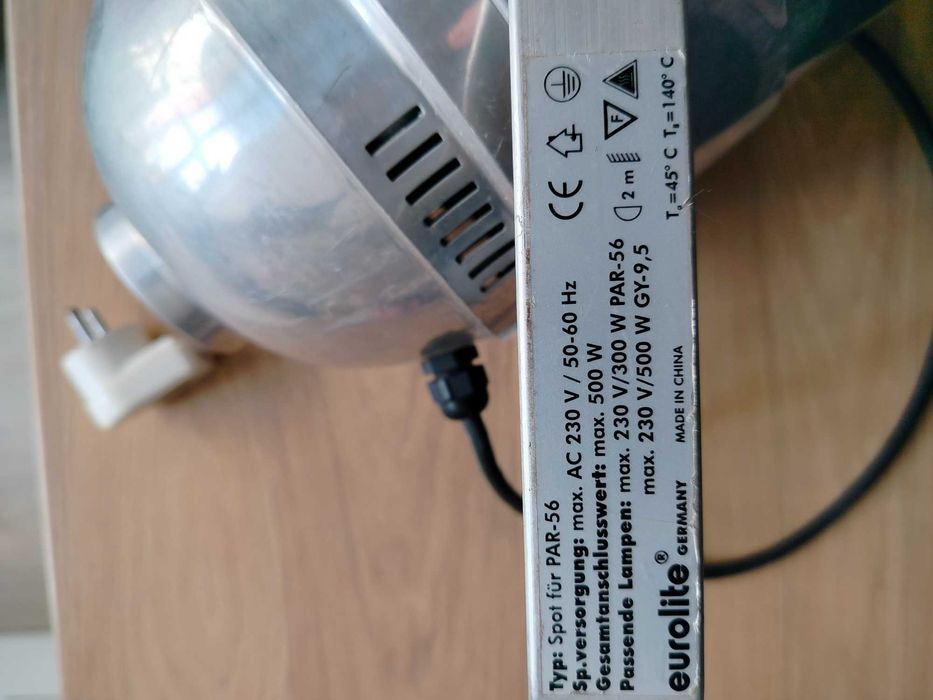 Typ: Spot für PAR-56
Sp.versorgung: max. AC 230 V / 50-60 Hz
Gesamtanschlusswert: max. 500 W
Passende Lampen: max. 230 V/300 W PAR-56
max. 230 V/500 W GY-9,5
eurolite® GERMANY MADE IN CHINA
CE
F
2 m
Ta=45° C TB=140° C